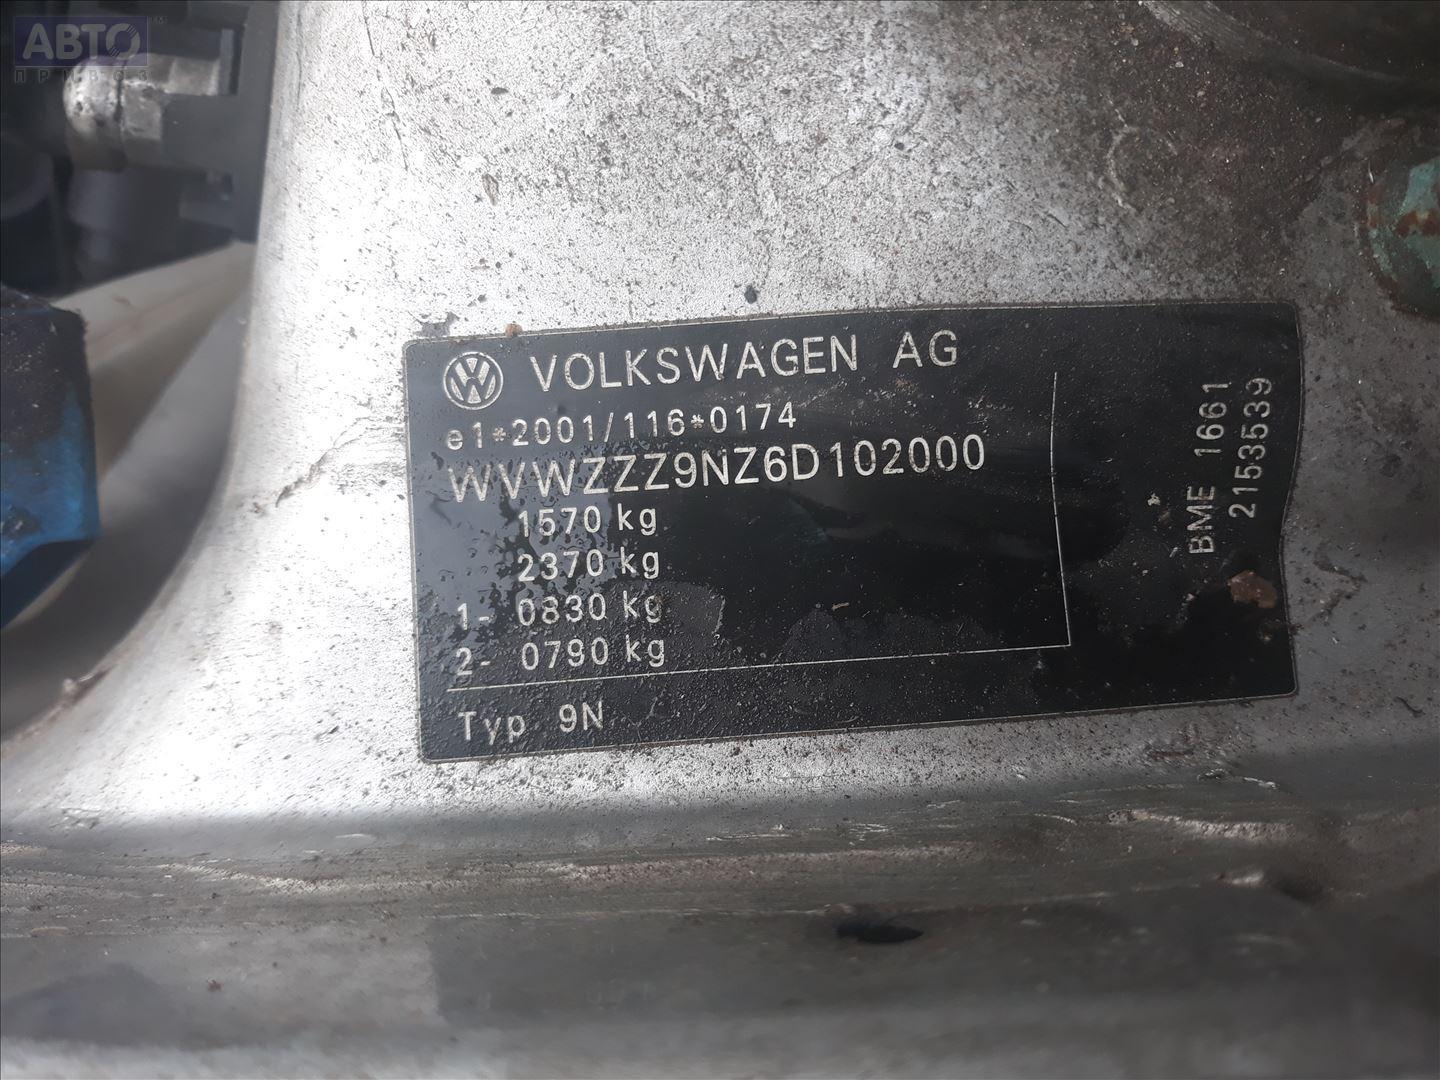 АВТО
ПРИВОЗ
VOLKSWAGEN AG
e1*2001/116*0174
WVWZZZ9NZ6D102000
1570 kg
2370 kg
1- 0830 kg
2- 0790 kg
Typ 9N
BME 1661
2153539